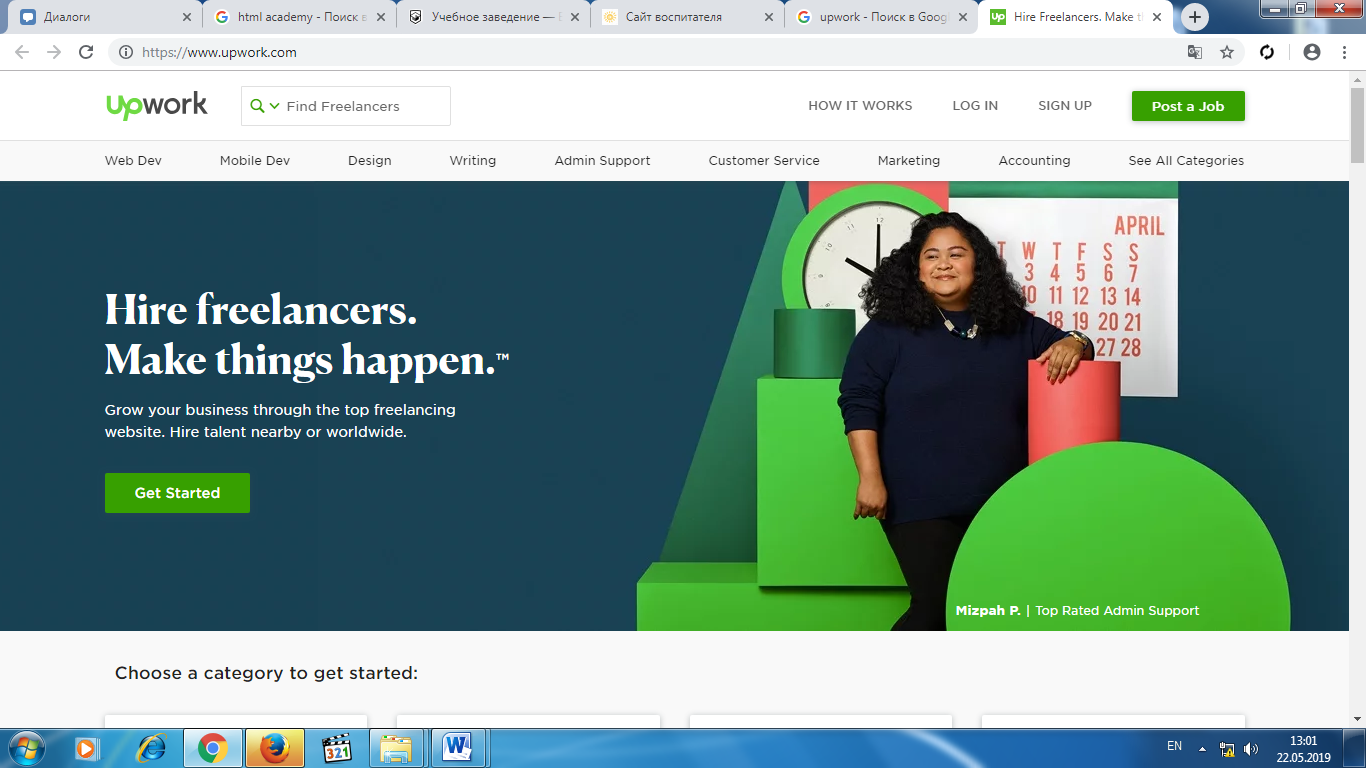 Диалоги
html academy - Поиск в
Учебное заведение —
Сайт воспитателя
upwork - Поиск в Goog
Hire Freelancers. Make t
https://www.upwork.com
upwork
Find Freelancers
HOW IT WORKS
LOG IN
SIGN UP
Post a Job
Web Dev
Mobile Dev
Design
Writing
Admin Support
Customer Service
Marketing
Accounting
See All Categories
12
APRIL
T W T F S S
3 4 5 6 7
10 11 12 13 14
18 19 20 21
27 28
Hire freelancers.
Make things happen.™
Grow your business through the top freelancing
website. Hire talent nearby or worldwide.
Get Started
Mizpah P. | Top Rated Admin Support
Choose a category to get started:
321
EN
13:01
22.05.2019